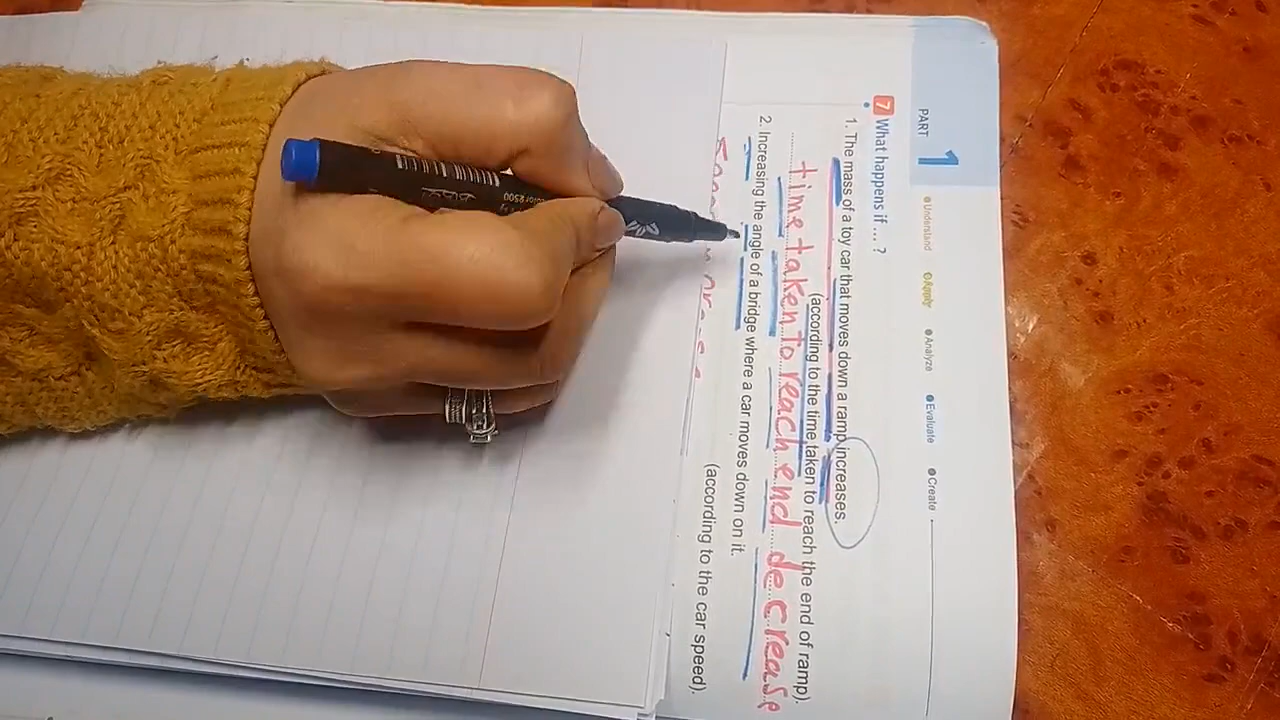 PART 1
Understand Apply Analyze Evaluate Create
7 What happens if ... ?
1. The mass of a toy car that moves down a ramp increases.
(according to the time taken to reach the end of ramp).
time taken to reach end decrease
2. Increasing the angle of a bridge where a car moves down on it.
(according to the car speed).